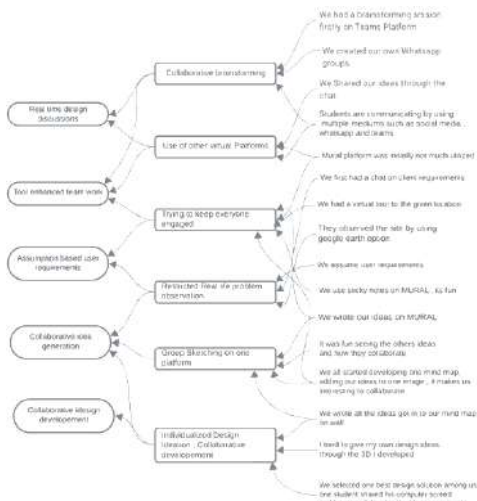 We had a brainstorming session
firstly on Teams Platform
We created our own Whatsapp
groups.
Collaborative brainstorming
We Shared our ideas through the
chat
Real time design
discussions
Students are communicating by using
multiple mediums such as social media ,
whatsapp and teams
Use of other virtual Platforms
Mural platform was usually not much utilized
Tool enhanced team work
We first had a chat on client requirements
Trying to keep everyone
engaged
We had a virtual tour to the given location
They observed the site by using
google earth option
Assumption based user
requirements
We assume user requirements
Restricted Real life problem
observation
We use sticky notes on MURAL , its fun
We wrote our ideas on MURAL
Collaborative idea
generation
Group Sketching on one
platform
It was fun seeing the others ideas
and how they collaborate
We all started developing one mind map,
adding our ideas to one image , it makes us
interesting to collaborate
Collaborative design
developement
We wrote all the ideas got in to our mind map
on wall
Individualized Design
Ideation , Collaborative
developement
I tried to give my own design ideas
through the 3D I developed
We selected one best design solution among us
one student shared his computer screen